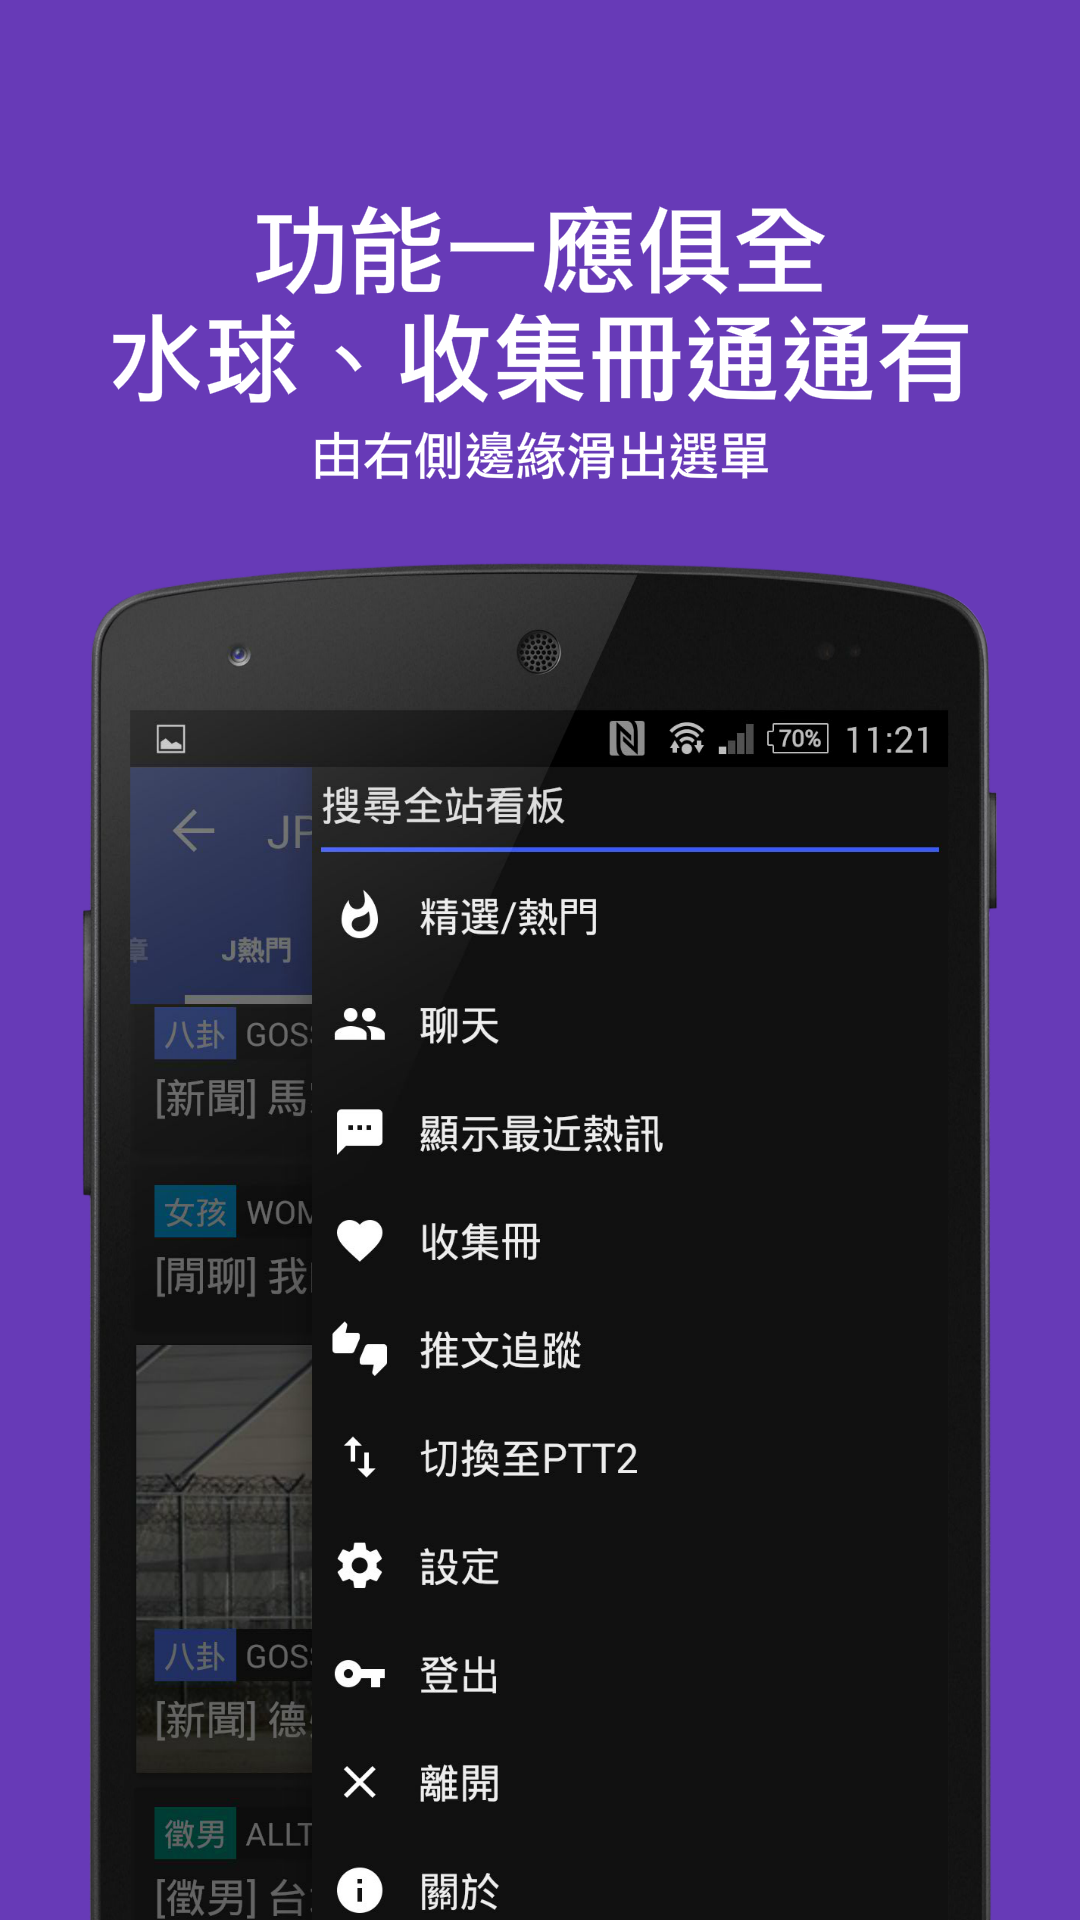 功能一應俱全
水球、收集冊通通有
由右側邊緣滑出選單
70% 11:21
搜尋全站看板
JP
章 J熱門
精選/熱門
八卦 GOSS
聊天
[新聞] 馬
顯示最近熱訊
女孩 WOM
收集冊
[閒聊] 我
推文追蹤
切換至PTT2
設定
八卦 GOSS
登出
[新聞] 德
離開
徵男 ALLT
關於
[徵男] 台